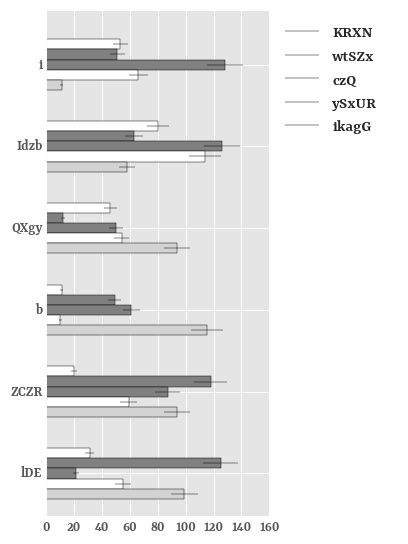 KRXN
wtSZx
czQ
ySxUR
ikagG
i
Idzb
QXgy
b
ZCZR
lDE
0 20 40 60 80 100 120 140 160